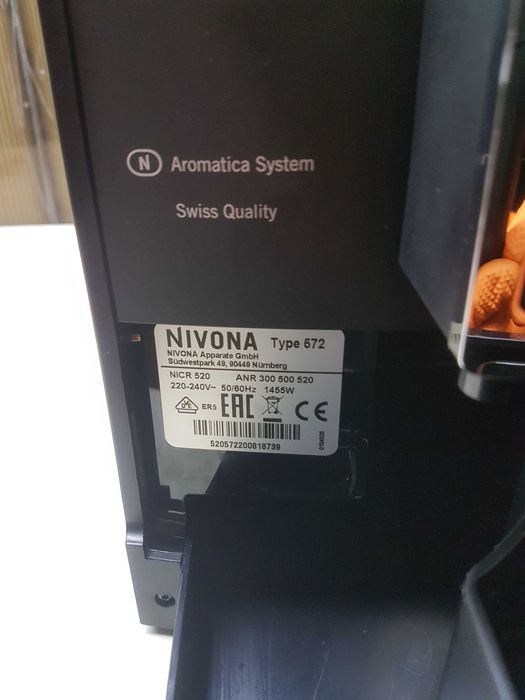 N Aromatica System
Swiss Quality
NIVONA Type 572
NIVONA Apparate GmbH
Südwestpark 49, 90449 Nürnberg
NICR 520 ANR 300 500 520
220-240V~ 50/60Hz 1455W
ER5 EAC CE
520572200818739